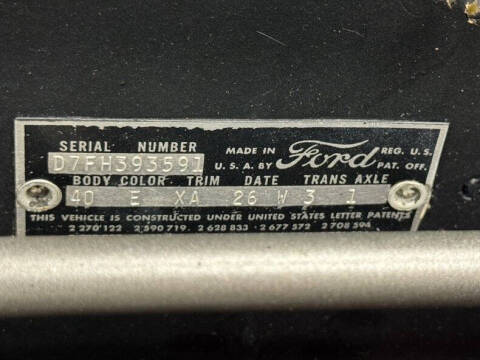 SERIAL NUMBER MADE IN Ford REG. U.S.
D7FH393591 U.S.A. BY PAT. OFF.
BODY COLOR TRIM DATE TRANS AXLE
40 E XA 26 W 3 1
THIS VEHICLE IS CONSTRUCTED UNDER UNITED STATES LETTER PATENTS
2 270 122 2 590 719 . 2 628 833 . 2 677 572 2 708 594